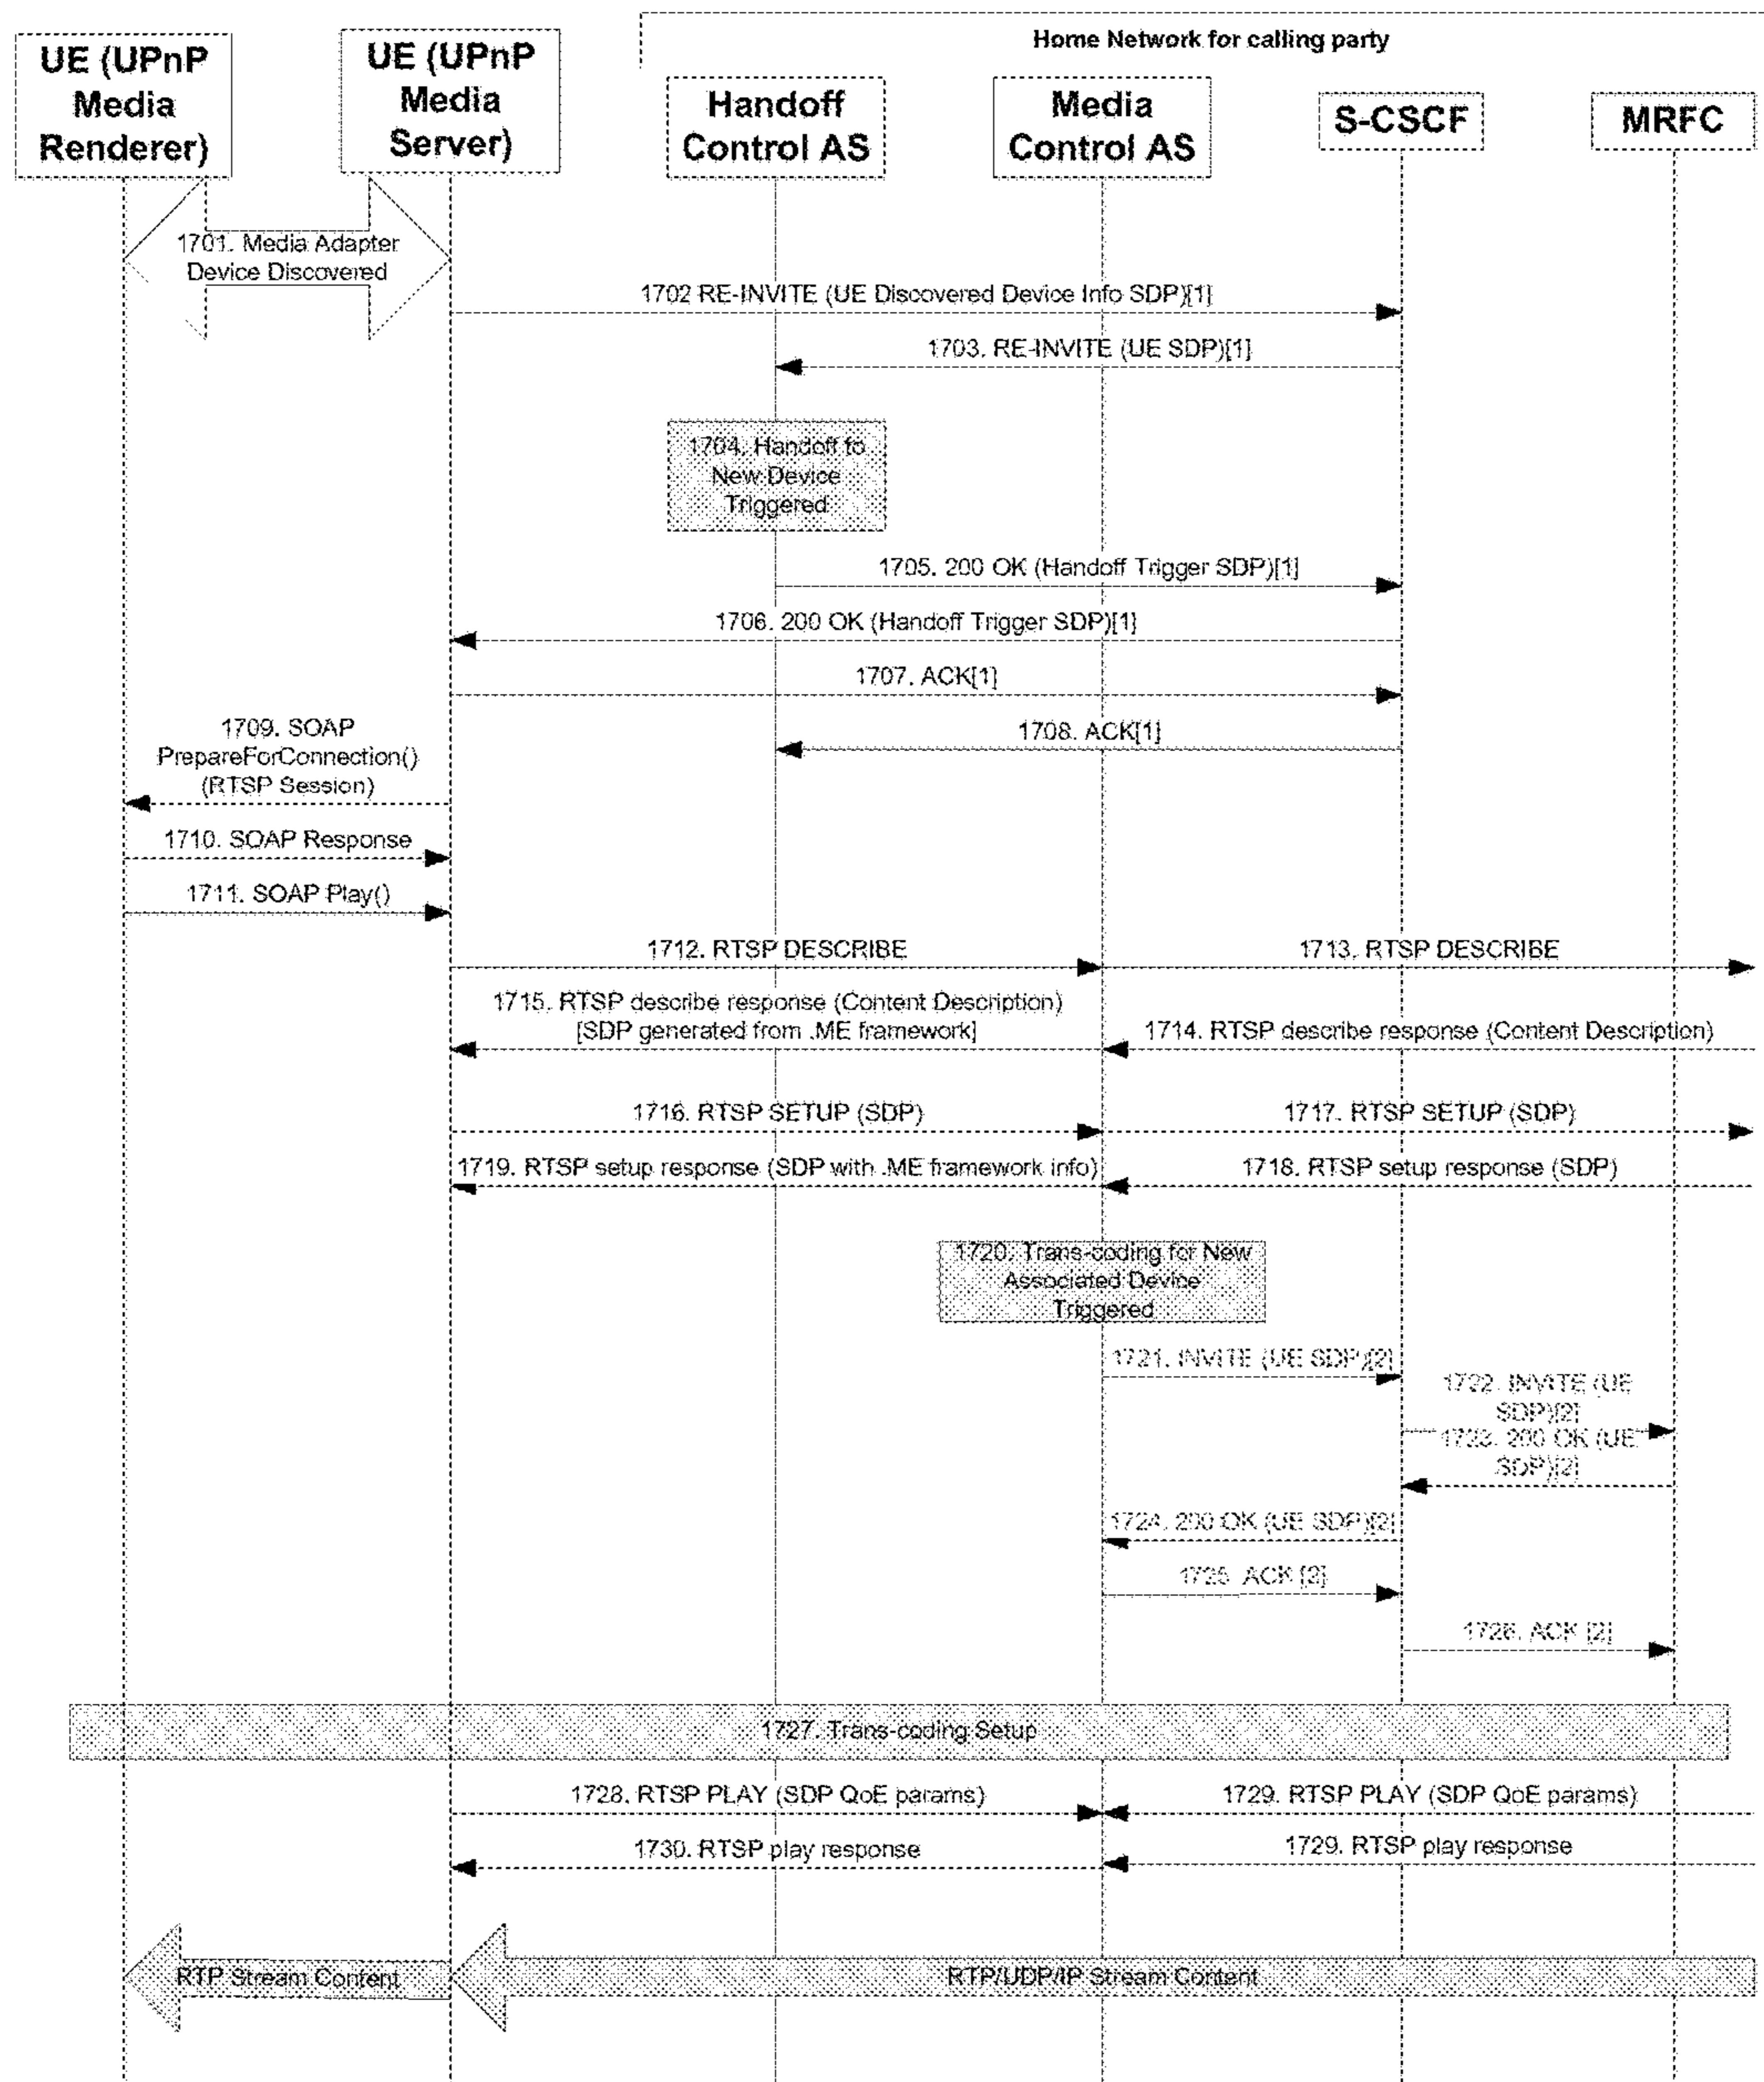 Home Network for calling party
UE (UPnP
Media
Renderer)
UE (UPnP
Media
Server)
Handoff
Control AS
Media
Control AS
S-CSCF
MRFC
1701. Media Adapter
Device Discovered
1702 RE-INVITE (UE Discovered Device Info SDP)[1]
1703. RE-INVITE (UE SDP)[1]
1704. Handoff to
New Device
Triggered
1705. 200 OK (Handoff Trigger SDP)[1]
1706. 200 OK (Handoff Trigger SDP)[1]
1707. ACK[1]
1708. ACK[1]
1709. SOAP
PrepareForConnection()
(RTSP Session)
1710. SOAP Response
1711. SOAP Play()
1712. RTSP DESCRIBE
1713. RTSP DESCRIBE
1715. RTSP describe response (Content Description)
[SDP generated from .ME framework]
1714. RTSP describe response (Content Description)
1716. RTSP SETUP (SDP)
1717. RTSP SETUP (SDP)
1719. RTSP setup response (SDP with .ME framework info)
1718. RTSP setup response (SDP)
1720. Trans-coding for New
Associated Device
Triggered
1721. INVITE (UE SDP)[2]
1722. INVITE (UE
SDP)[2]
1723. 200 OK (UE
SDP)[2]
1724. 200 OK (UE SDP)[2]
1725. ACK [2]
1726. ACK [2]
1727. Trans-coding Setup
1728. RTSP PLAY (SDP QoE params)
1729. RTSP PLAY (SDP QoE params)
1730. RTSP play response
1729. RTSP play response
RTP Stream Content
RTP/UDP/IP Stream Content